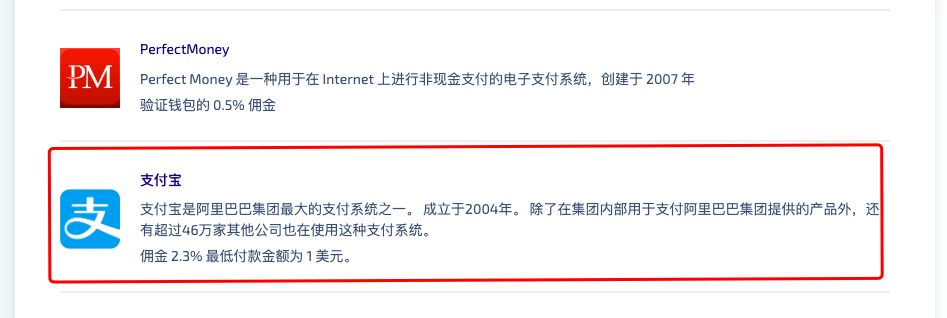 PerfectMoney
PM
Perfect Money 是一种用于在 Internet 上进行非现金支付的电子支付系统，创建于 2007 年
验证钱包的 0.5% 佣金
支付宝
支
支付宝是阿里巴巴集团最大的支付系统之一。 成立于2004年。 除了在集团内部用于支付阿里巴巴集团提供的产品外，还
有超过46万家其他公司也在使用这种支付系统。
佣金 2.3% 最低付款金额为 1 美元。